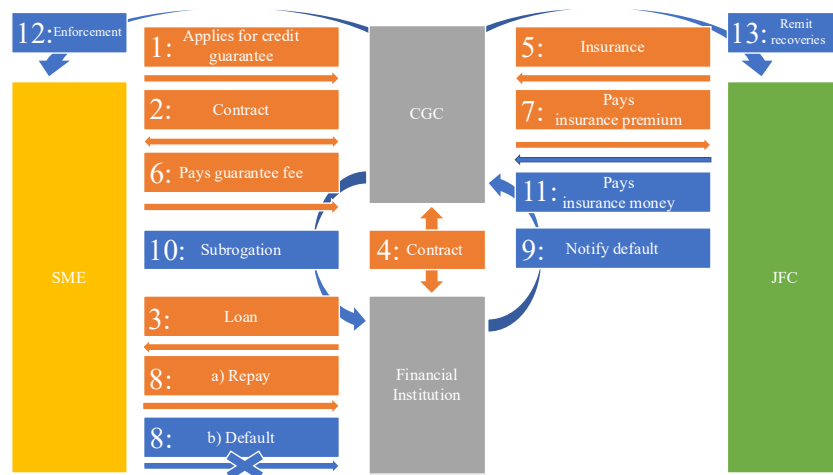 12: Enforcement
1: Applies for credit
guarantee
2: Contract
6: Pays guarantee fee
10: Subrogation
SME
3: Loan
8: a) Repay
8: b) Default
CGC
4: Contract
Financial
Institution
5: Insurance
7: Pays
insurance premium
11: Pays
insurance money
9: Notify default
13: Remit
recoveries
JFC